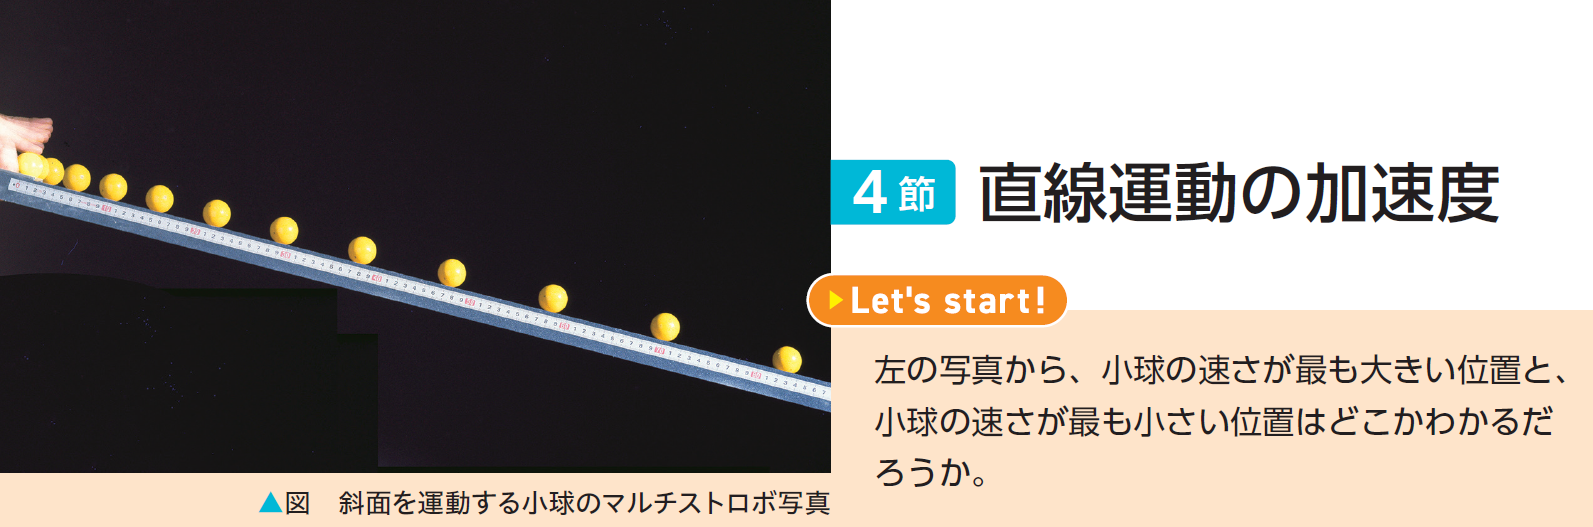 4節 直線運動の加速度
Let's start!
左の写真から、小球の速さが最も大きい位置と、
小球の速さが最も小さい位置はどこかわかるだ
ろうか。
▲図 斜面を運動する小球のマルチストロボ写真